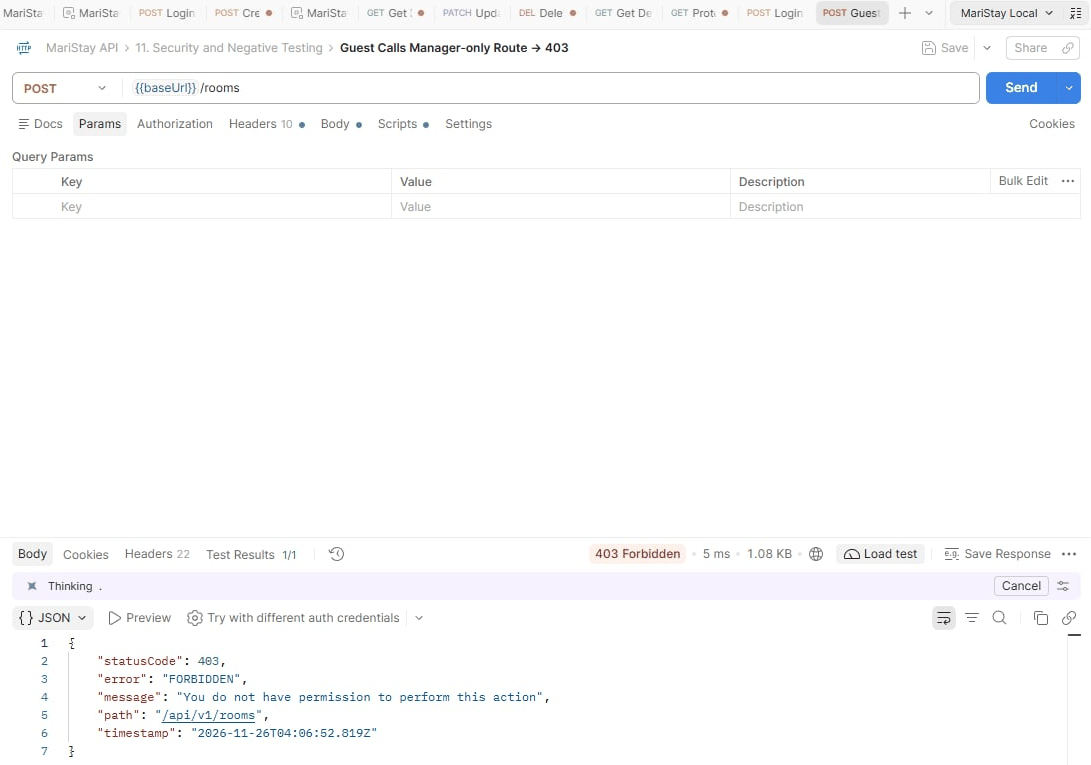 MariSta MariSta POST Login POST Cre MariSta GET Get PATCH Upd DEL Dele GET Get De GET Prot POST Login POST Guest MariStay Local
HTTP MariStay API > 11. Security and Negative Testing > Guest Calls Manager-only Route → 403 Save Share
POST {{baseUrl}} /rooms Send
Docs Params Authorization Headers 10 Body Scripts Settings Cookies
Query Params
Key Value Description Bulk Edit
Key Value Description
Body Cookies Headers 22 Test Results 1/1 403 Forbidden 5 ms 1.08 KB Load test e.g. Save Response
Thinking . Cancel
{} JSON Preview Try with different auth credentials
1 {
2 "statusCode": 403,
3 "error": "FORBIDDEN",
4 "message": "You do not have permission to perform this action",
5 "path": "/api/v1/rooms",
6 "timestamp": "2026-11-26T04:06:52.819Z"
7 }